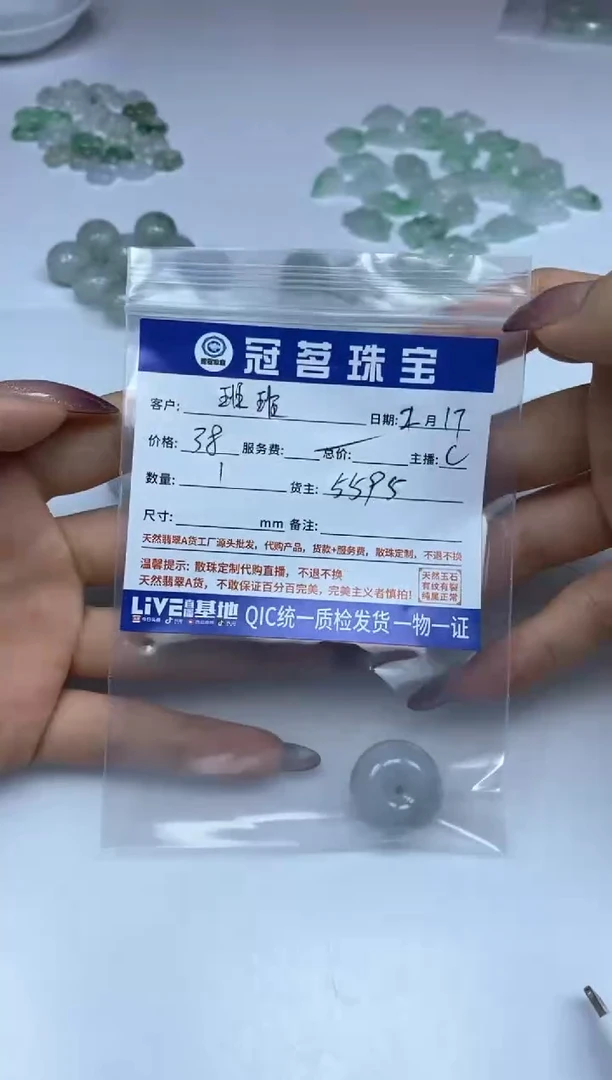 冠茗珠宝
客户: 班班 日期: 2月17
价格: 38 服务费: 总价: 主播: C
数量: 1 货主: 5595
尺寸: mm 备注:
天然翡翠A货工厂源头批发，代购产品，货款+服务费，散珠定制，不退不换
温馨提示：散珠定制代购直播，不退不换
天然翡翠A货，不敢保证百分百完美，完美主义者慎拍!
天然玉石
有纹有裂
纯属正常
LiVE直播基地 QIC统一质检发货 一物一证